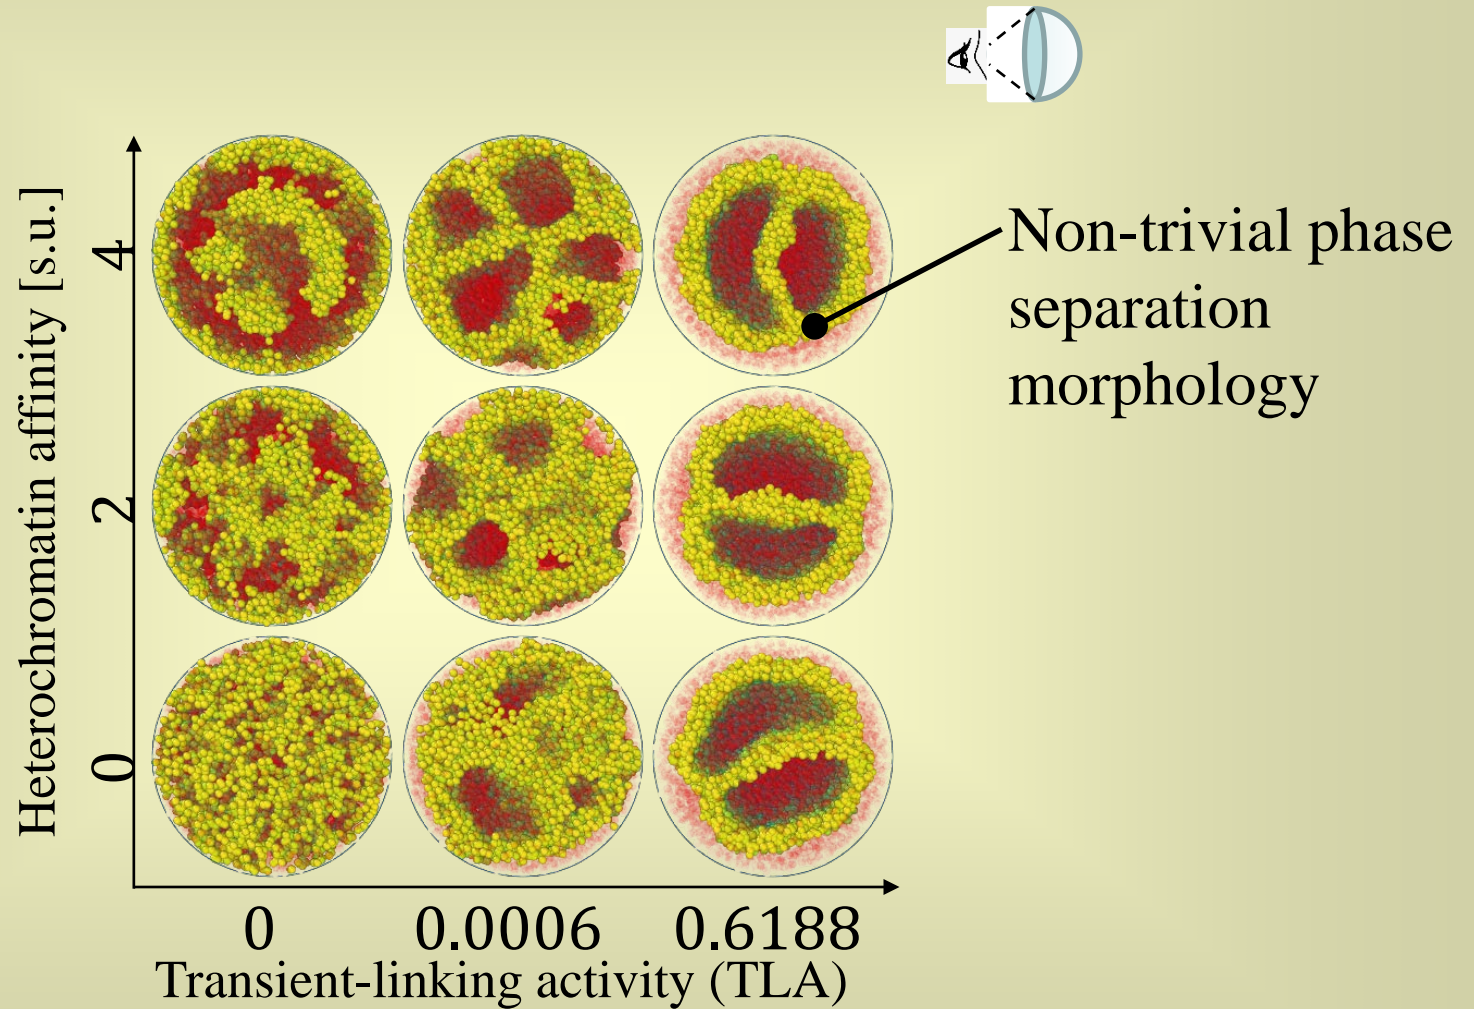 Non-trivial phase
separation
morphology
Heterochromatin affinity [s.u.]
4
2
0
0 0.0006 0.6188
Transient-linking activity (TLA)